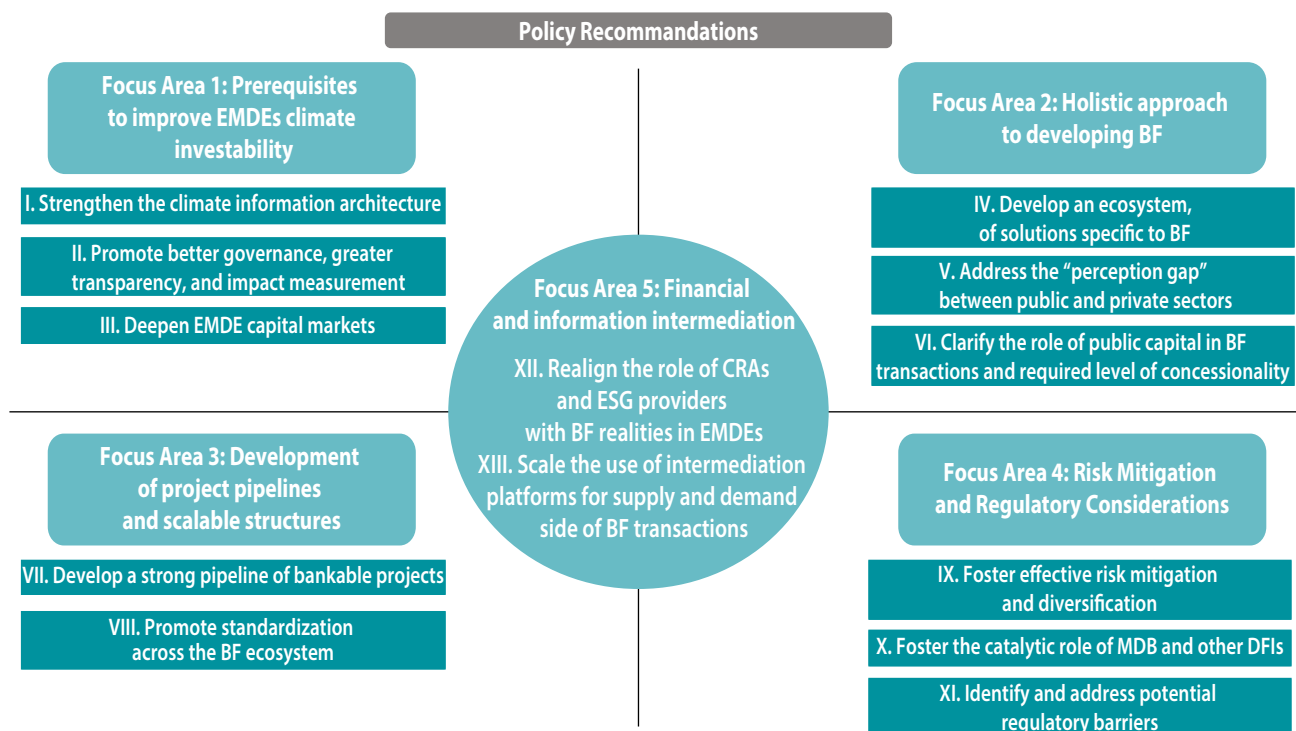 Policy Recommandations
Focus Area 1: Prerequisites
to improve EMDEs climate
investability
I. Strengthen the climate information architecture
II. Promote better governance, greater
transparency, and impact measurement
III. Deepen EMDE capital markets
Focus Area 2: Holistic approach
to developing BF
IV. Develop an ecosystem,
of solutions specific to BF
V. Address the “perception gap”
between public and private sectors
VI. Clarify the role of public capital in BF
transactions and required level of concessionality
Focus Area 3: Development
of project pipelines
and scalable structures
VII. Develop a strong pipeline of bankable projects
VIII. Promote standardization
across the BF ecosystem
Focus Area 4: Risk Mitigation
and Regulatory Considerations
IX. Foster effective risk mitigation
and diversification
X. Foster the catalytic role of MDB and other DFIs
XI. Identify and address potential
regulatory barriers
Focus Area 5: Financial
and information intermediation
XII. Realign the role of CRAs
and ESG providers
with BF realities in EMDEs
XIII. Scale the use of intermediation
platforms for supply and demand
side of BF transactions